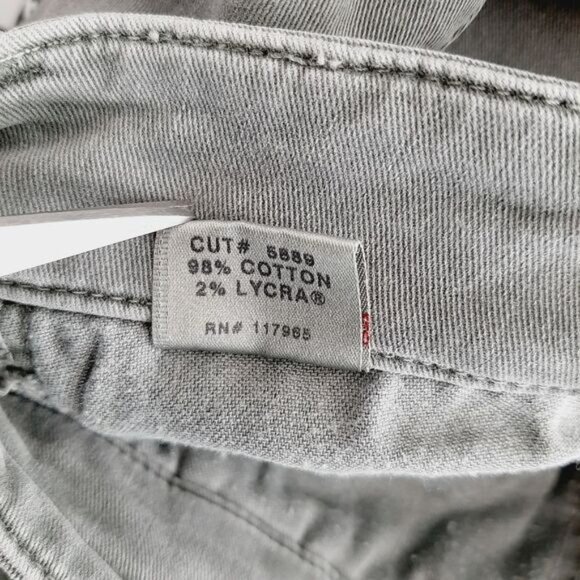 CUT# 5889
98% COTTON
2% LYCRA®
RN# 117965